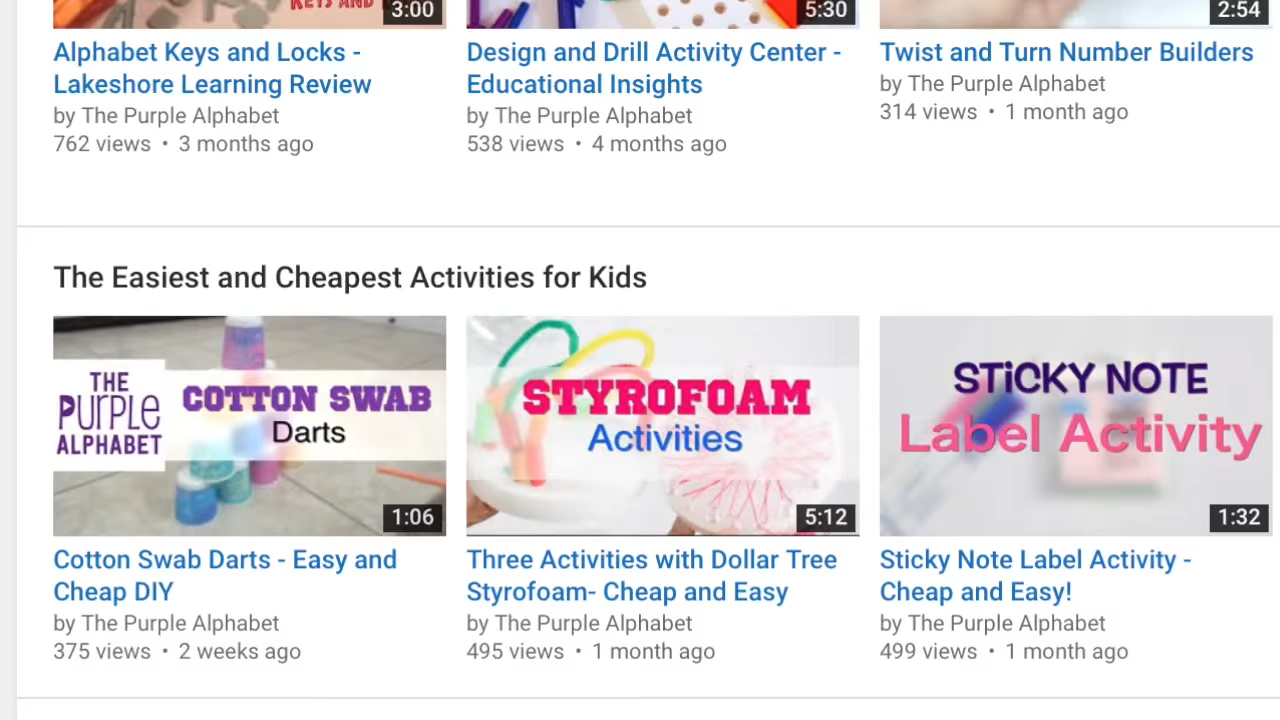 KEYS AND
3:00
5:30
2:54
Alphabet Keys and Locks -
Lakeshore Learning Review
by The Purple Alphabet
762 views • 3 months ago
Design and Drill Activity Center -
Educational Insights
by The Purple Alphabet
538 views • 4 months ago
Twist and Turn Number Builders
by The Purple Alphabet
314 views • 1 month ago
The Easiest and Cheapest Activities for Kids
THE
PURPLE
ALPHABET
COTTON SWAB
Darts
1:06
STYROFOAM
Activities
5:12
STiCKY NOTE
Label Activity
1:32
Cotton Swab Darts - Easy and
Cheap DIY
by The Purple Alphabet
375 views • 2 weeks ago
Three Activities with Dollar Tree
Styrofoam- Cheap and Easy
by The Purple Alphabet
495 views • 1 month ago
Sticky Note Label Activity -
Cheap and Easy!
by The Purple Alphabet
499 views • 1 month ago